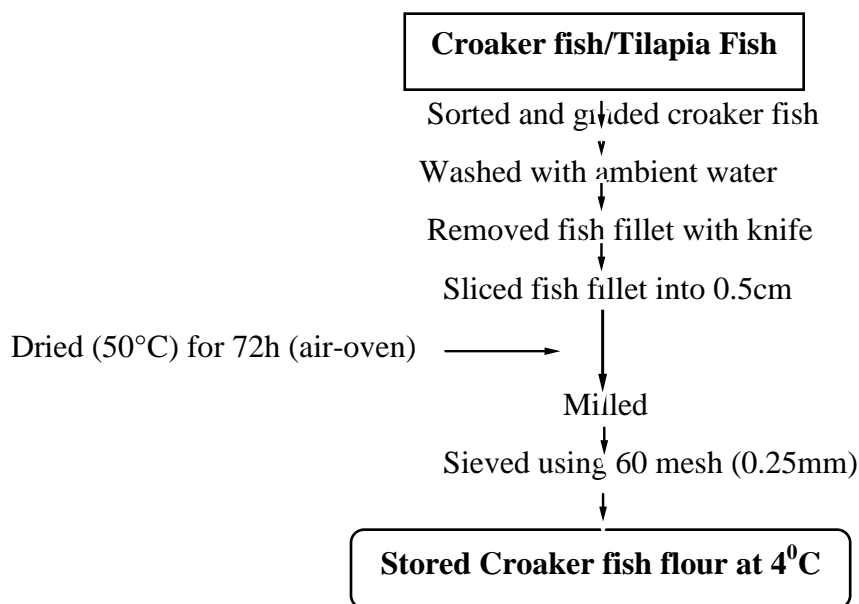 Croaker fish/Tilapia Fish
Sorted and graded croaker fish
Washed with ambient water
Removed fish fillet with knife
Sliced fish fillet into 0.5cm
Dried (50°C) for 72h (air-oven)
Milled
Sieved using 60 mesh (0.25mm)
Stored Croaker fish flour at 4⁰C